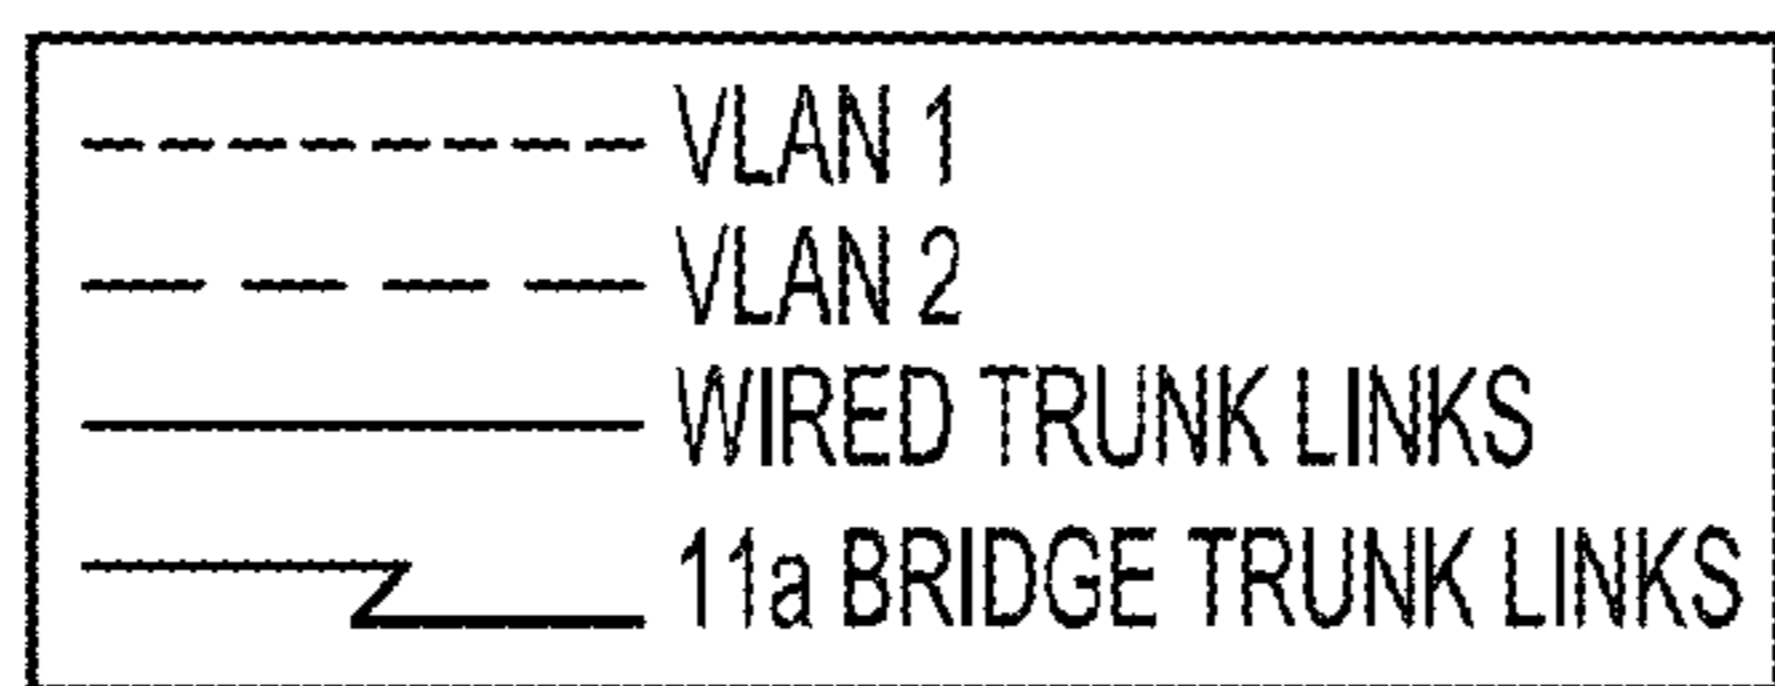 VLAN 1
VLAN 2
WIRED TRUNK LINKS
11a BRIDGE TRUNK LINKS